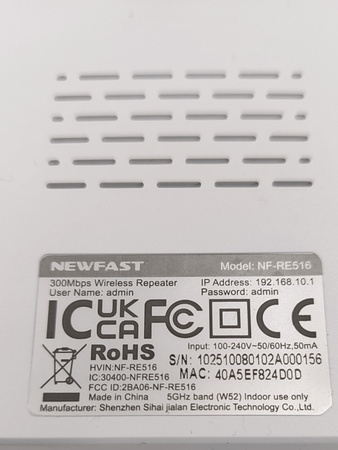 NEWFAST Model: NF-RE516
300Mbps Wireless Repeater IP Address: 192.168.10.1
User Name: admin Password: admin
IC UK CA FC CE
RoHS Input: 100-240V~50/60Hz,50mA
S/N: 102510080102A000156
HVIN:NF-RE516 MAC: 40A5EF824D0D
IC:30400-NFRE516
FCC ID:2BA06-NF-RE516
Made in China 5GHz band (W52) Indoor use only
Manufacturer: Shenzhen Sihai jialan Electronic Technology Co.,Ltd.